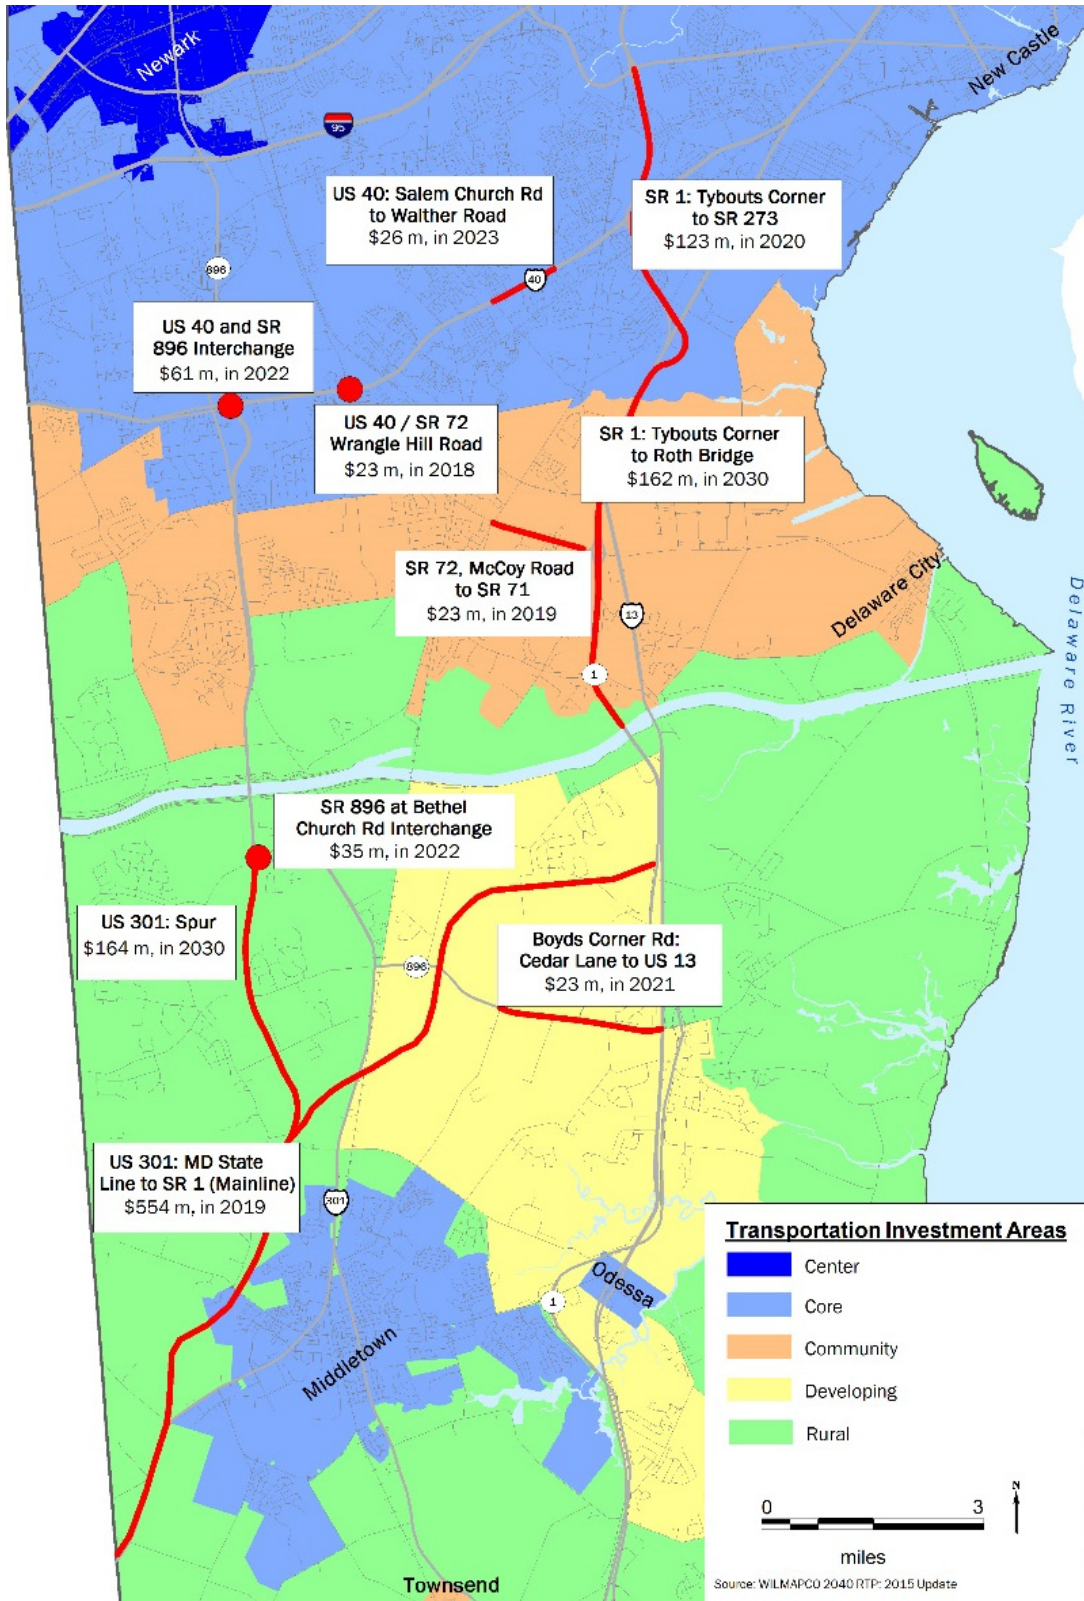 Newark
New Castle
95
US 40: Salem Church Rd
to Walther Road
$26 m, in 2023
SR 1: Tybouts Corner
to SR 273
$123 m, in 2020
896
40
US 40 and SR
896 Interchange
$61 m, in 2022
US 40 / SR 72
Wrangle Hill Road
$23 m, in 2018
SR 1: Tybouts Corner
to Roth Bridge
$162 m, in 2030
SR 72, McCoy Road
to SR 71
$23 m, in 2019
13
Delaware City
1
Delaware River
SR 896 at Bethel
Church Rd Interchange
$35 m, in 2022
US 301: Spur
$164 m, in 2030
Boyds Corner Rd:
Cedar Lane to US 13
$23 m, in 2021
896
US 301: MD State
Line to SR 1 (Mainline)
$554 m, in 2019
301
Odessa
1
Middletown
Townsend
Transportation Investment Areas
Center
Core
Community
Developing
Rural
0 3
N
miles
Source: WILMAPCO 2040 RTP: 2015 Update